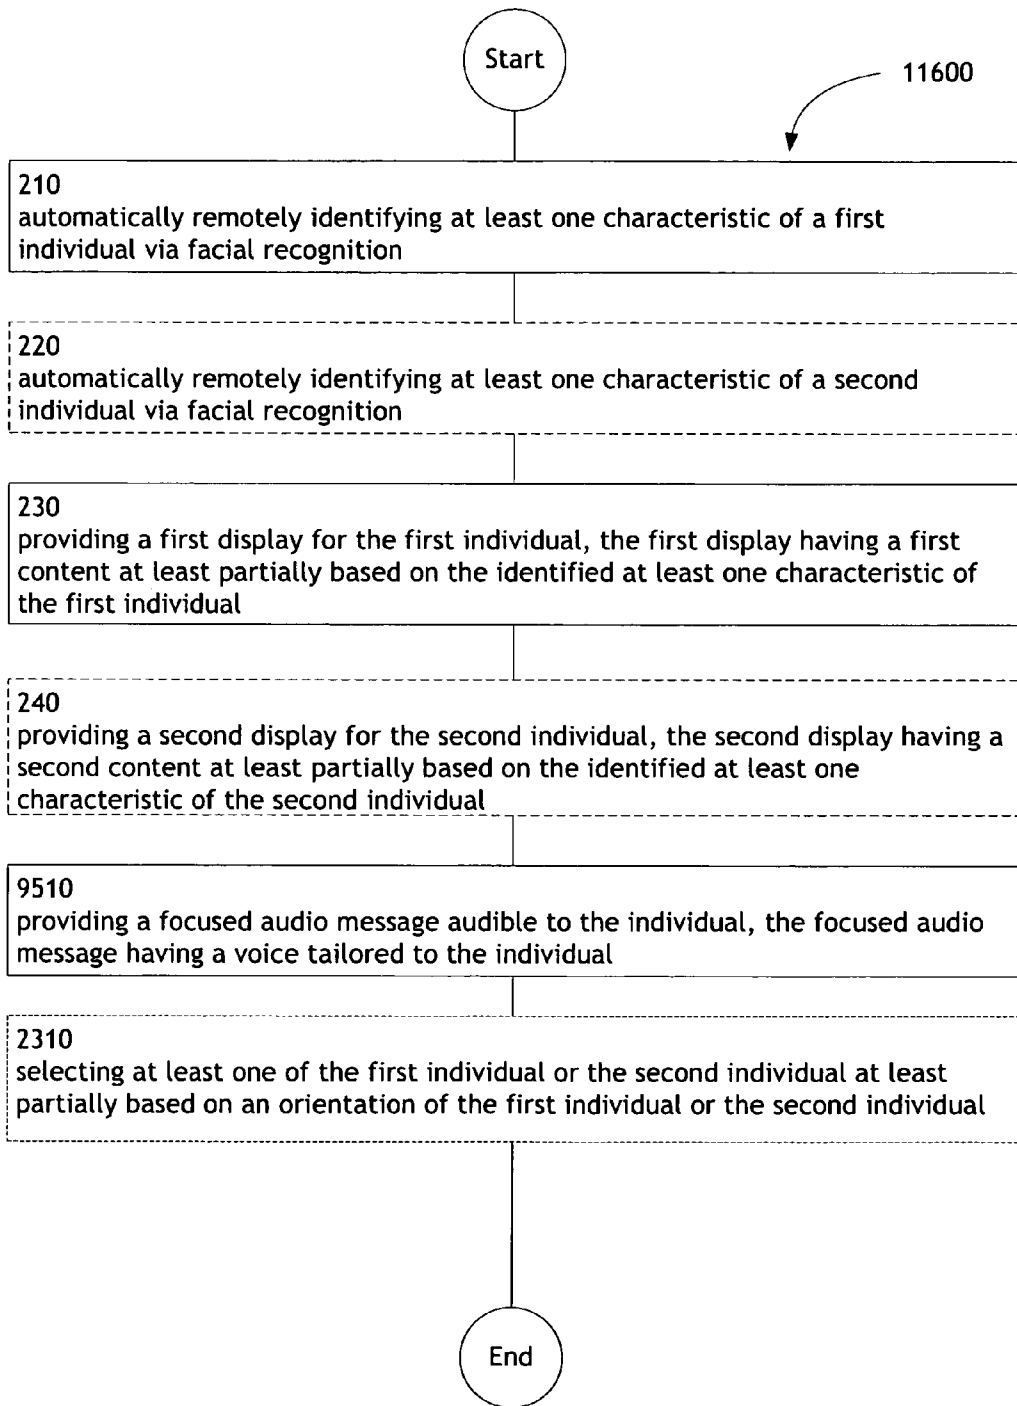 Start
11600
210
automatically remotely identifying at least one characteristic of a first
individual via facial recognition
220
automatically remotely identifying at least one characteristic of a second
individual via facial recognition
230
providing a first display for the first individual, the first display having a first
content at least partially based on the identified at least one characteristic of
the first individual
240
providing a second display for the second individual, the second display having a
second content at least partially based on the identified at least one
characteristic of the second individual
9510
providing a focused audio message audible to the individual, the focused audio
message having a voice tailored to the individual
2310
selecting at least one of the first individual or the second individual at least
partially based on an orientation of the first individual or the second individual
End